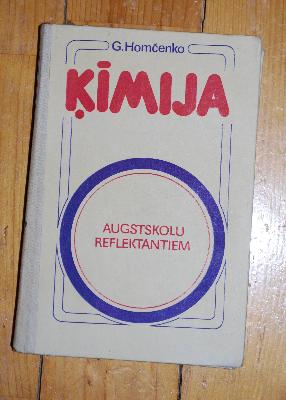 G.Homčenko
ĶĪMIJA
AUGSTSKOLU
REFLEKTANTIEM